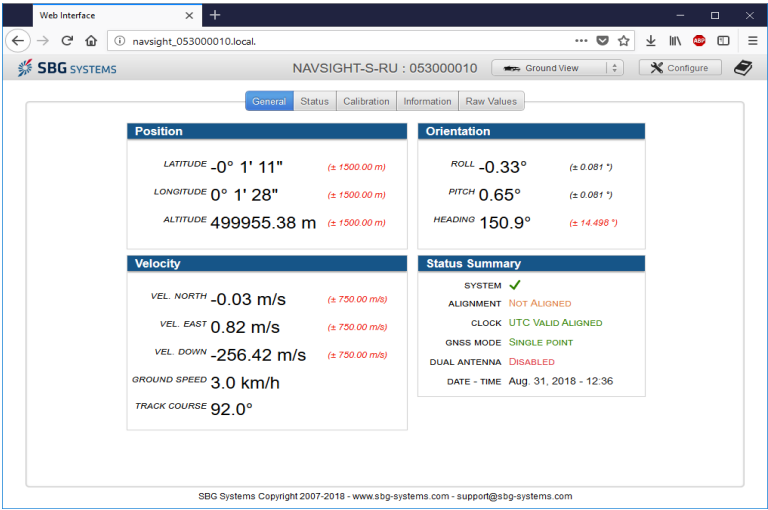 Web Interface
navsight_053000010.local.
ABP
SBG SYSTEMS
NAVSIGHT-S-RU : 053000010
Ground View
Configure
General Status Calibration Information Raw Values
Position
LATITUDE -0° 1' 11" (± 1500.00 m)
LONGITUDE 0° 1' 28" (± 1500.00 m)
ALTITUDE 499955.38 m (± 1500.00 m)
Orientation
ROLL -0.33° (± 0.081 °)
PITCH 0.65° (± 0.081 °)
HEADING 150.9° (± 14.498 °)
Velocity
VEL. NORTH -0.03 m/s (± 750.00 m/s)
VEL. EAST 0.82 m/s (± 750.00 m/s)
VEL. DOWN -256.42 m/s (± 750.00 m/s)
GROUND SPEED 3.0 km/h
TRACK COURSE 92.0°
Status Summary
SYSTEM
ALIGNMENT NOT ALIGNED
CLOCK UTC VALID ALIGNED
GNSS MODE SINGLE POINT
DUAL ANTENNA DISABLED
DATE - TIME Aug. 31, 2018 - 12:36
SBG Systems Copyright 2007-2018 - www.sbg-systems.com - support@sbg-systems.com